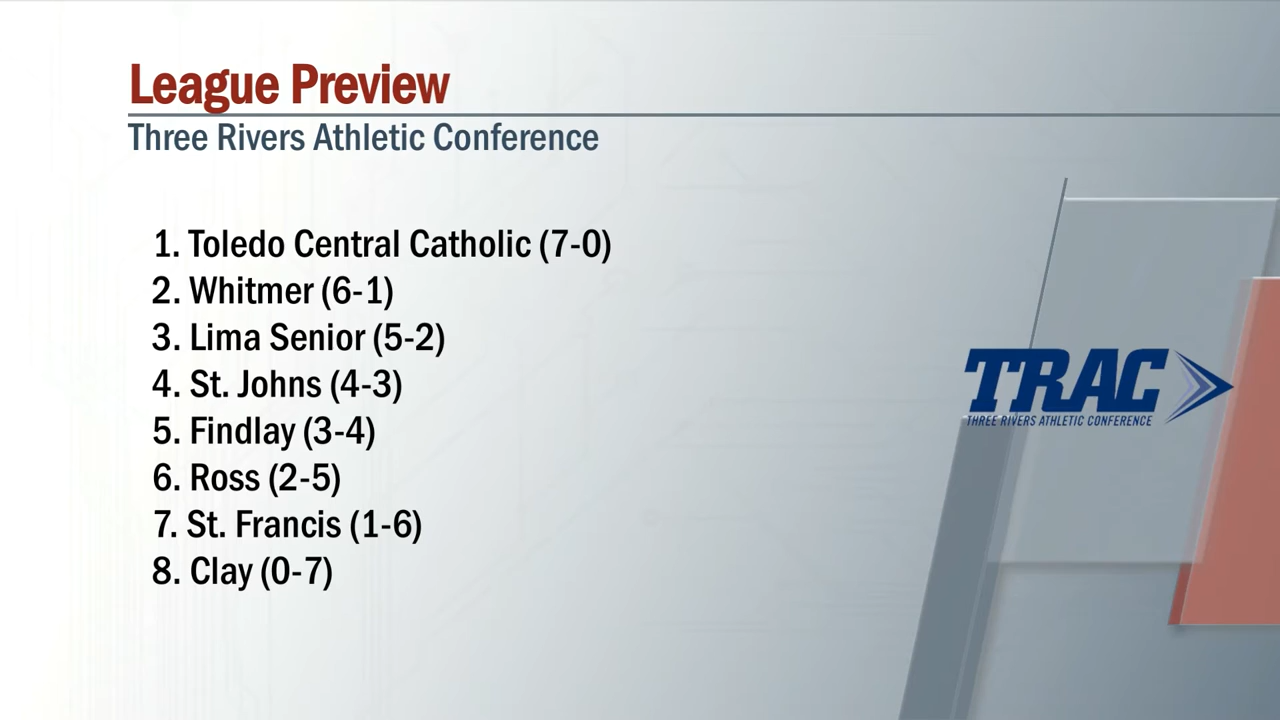 League Preview
Three Rivers Athletic Conference
1. Toledo Central Catholic (7-0)
2. Whitmer (6-1)
3. Lima Senior (5-2)
4. St. Johns (4-3)
5. Findlay (3-4)
6. Ross (2-5)
7. St. Francis (1-6)
8. Clay (0-7)
TRAC
THREE RIVERS ATHLETIC CONFERENCE